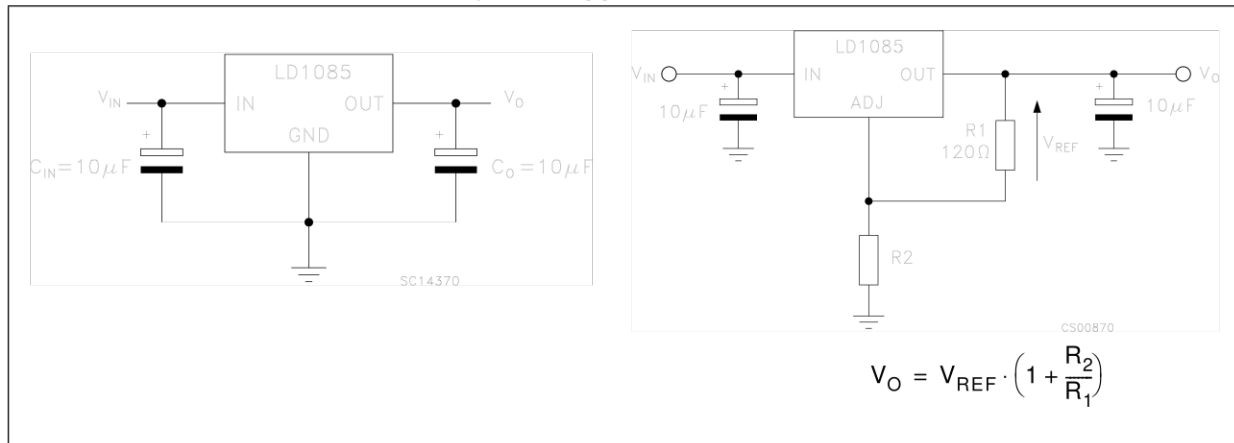 LD1085
V_IN IN OUT V_O
GND
+ +
C_IN=10μF C_O=10μF
SC14370
LD1085
V_IN IN OUT V_O
ADJ
+ +
10μF R1 120Ω V_REF 10μF
R2
CS00870
V_O = V_REF · (1 + R_2/R_1)